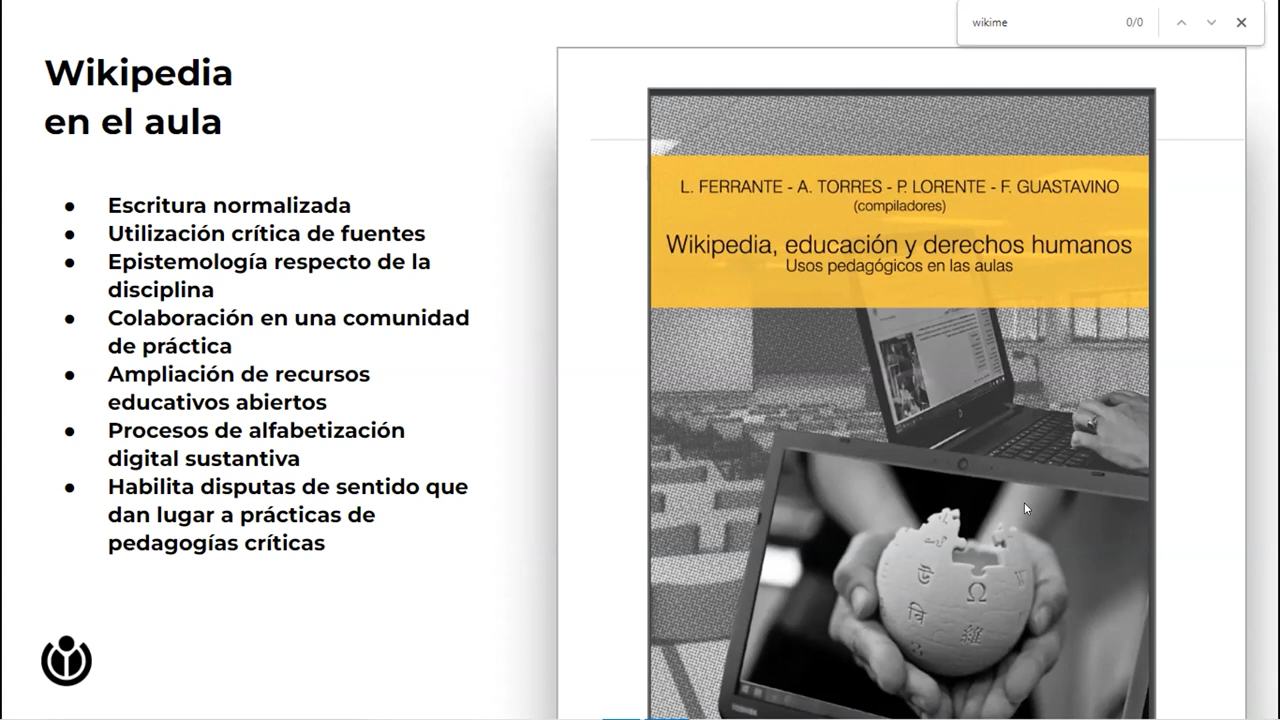 wikime 0/0
Wikipedia
en el aula
● Escritura normalizada
● Utilización crítica de fuentes
● Epistemología respecto de la
disciplina
● Colaboración en una comunidad
de práctica
● Ampliación de recursos
educativos abiertos
● Procesos de alfabetización
digital sustantiva
● Habilita disputas de sentido que
dan lugar a prácticas de
pedagogías críticas
L. FERRANTE - A. TORRES - P. LORENTE - F. GUASTAVINO
(compiladores)
Wikipedia, educación y derechos humanos
Usos pedagógicos en las aulas
Ω
वि
維